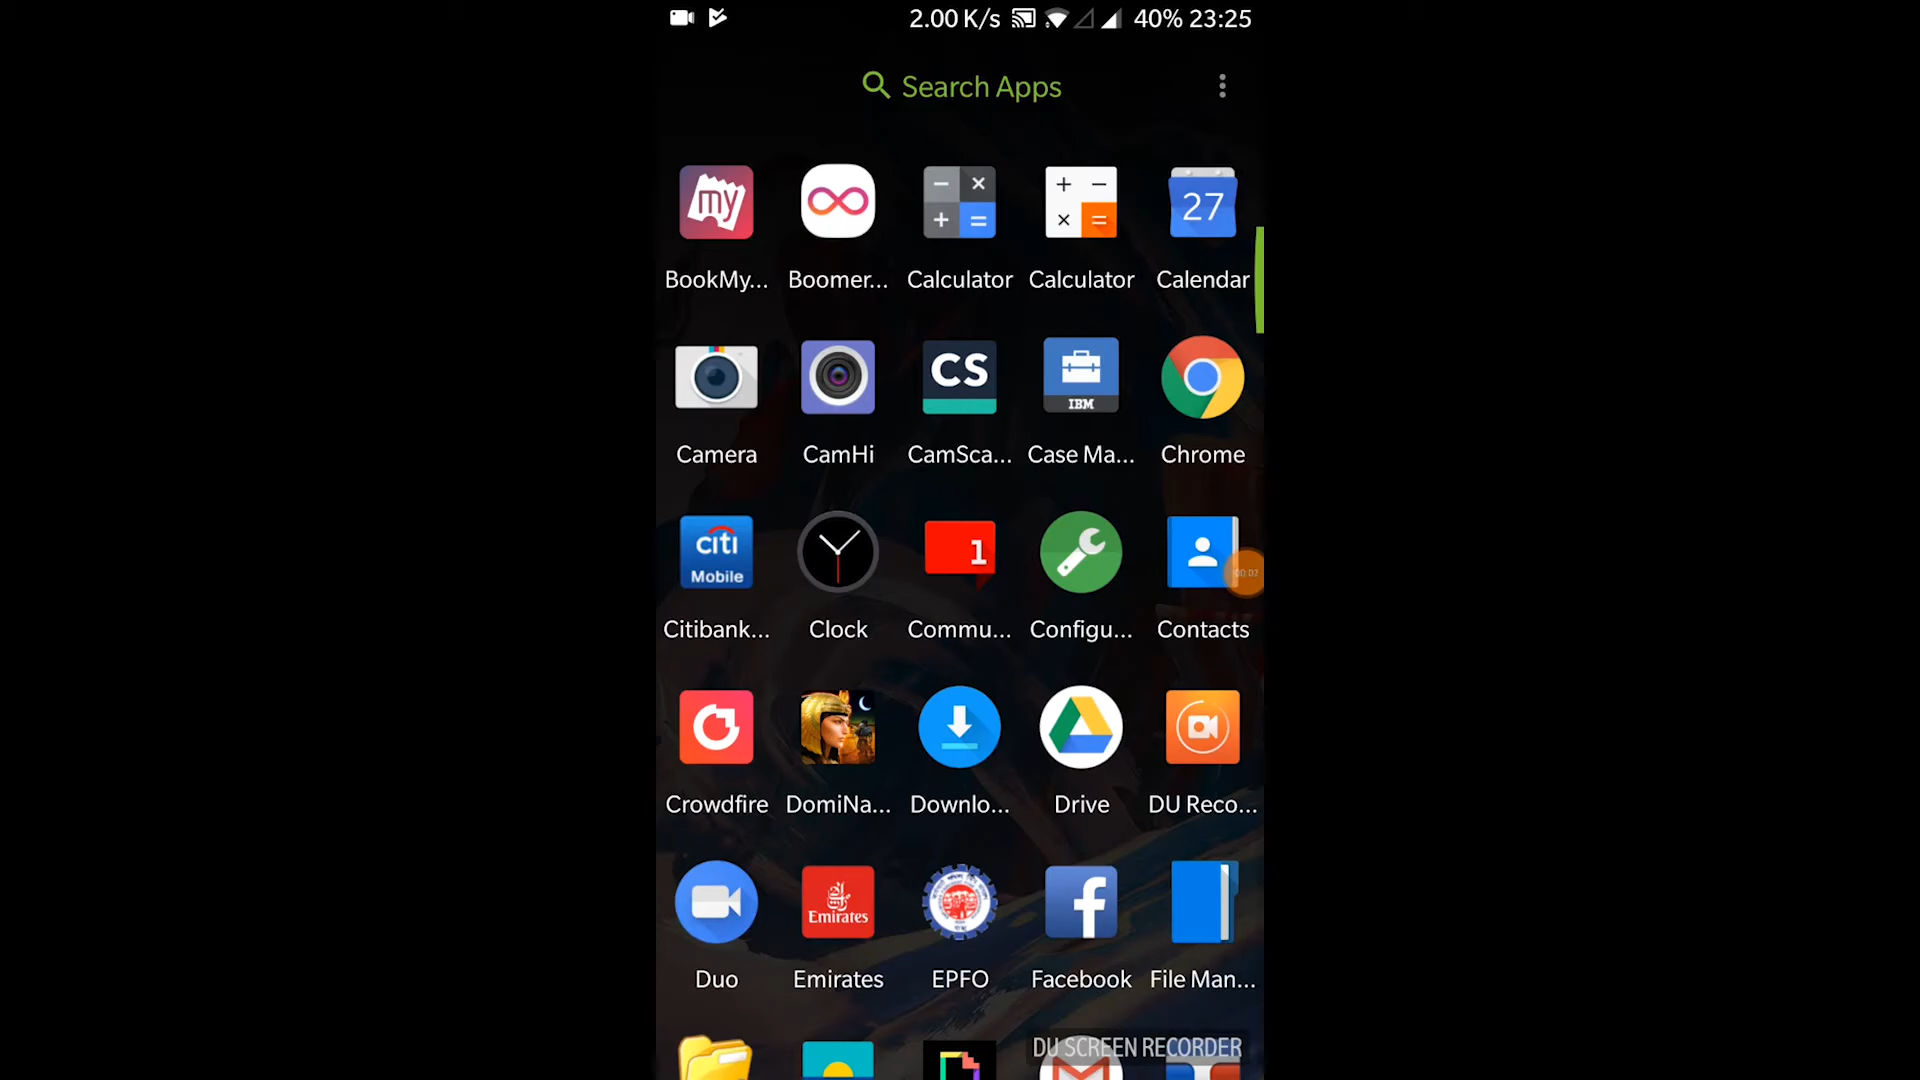 2.00 K/s 40% 23:25
Search Apps
my
− ×
+ =
+ −
× =
27
BookMy... Boomer... Calculator Calculator Calendar
CS
IBM
Camera CamHi CamSca... Case Ma... Chrome
citi
Mobile
1
00:02
Citibank... Clock Commu... Configu... Contacts
Crowdfire DomiNa... Downlo... Drive DU Reco...
Emirates
f
Duo Emirates EPFO Facebook File Man...
DU SCREEN RECORDER